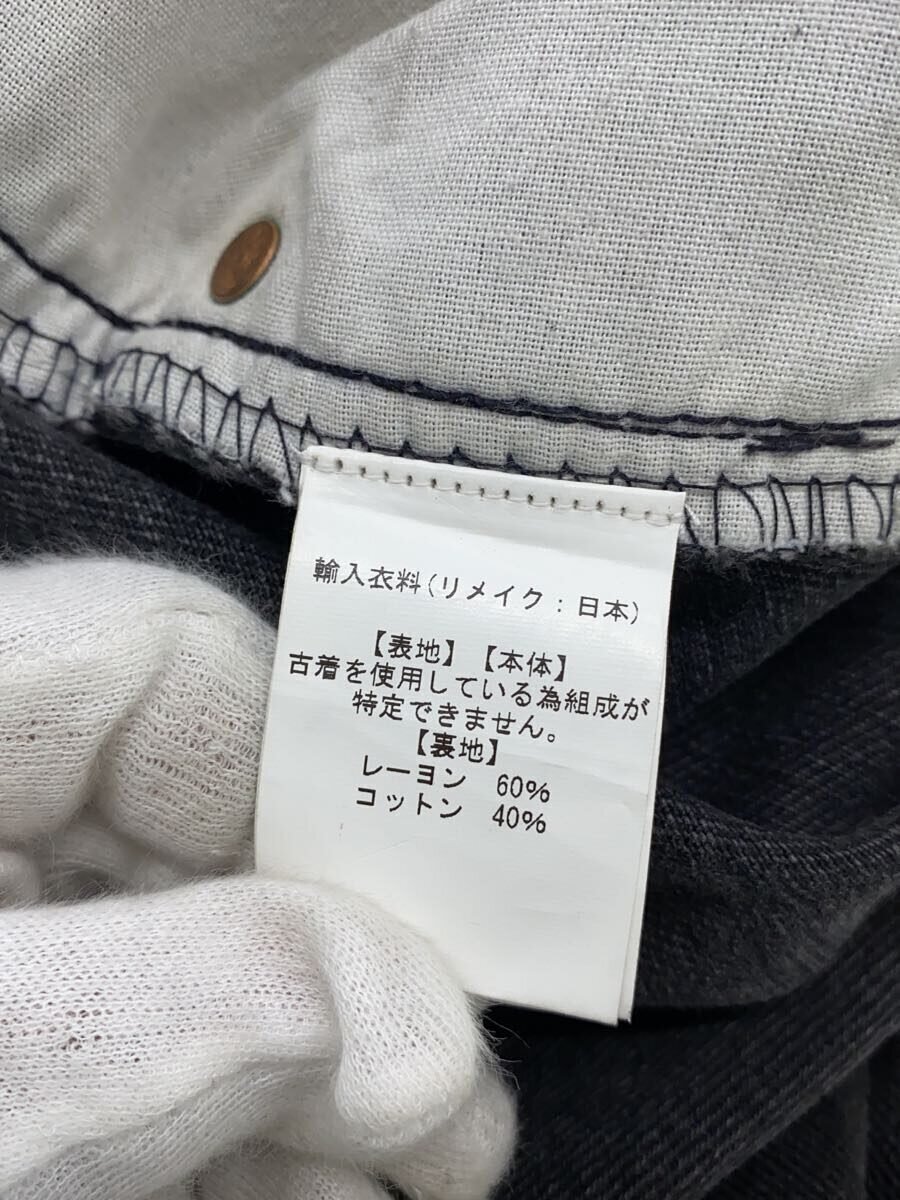 輸入衣料(リメイク:日本)
【表地】【本体】
古着を使用している為組成が
特定できません。
【裏地】
レーヨン 60%
コットン 40%